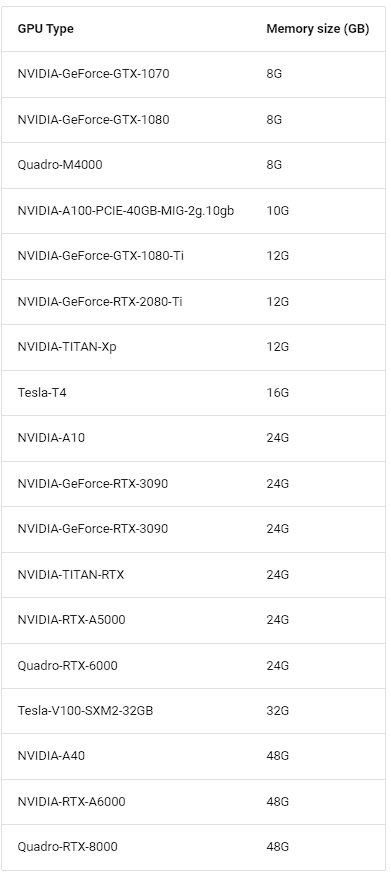 GPU Type Memory size (GB)
NVIDIA-GeForce-GTX-1070 8G
NVIDIA-GeForce-GTX-1080 8G
Quadro-M4000 8G
NVIDIA-A100-PCIE-40GB-MIG-2g.10gb 10G
NVIDIA-GeForce-GTX-1080-Ti 12G
NVIDIA-GeForce-RTX-2080-Ti 12G
NVIDIA-TITAN-Xp 12G
Tesla-T4 16G
NVIDIA-A10 24G
NVIDIA-GeForce-RTX-3090 24G
NVIDIA-GeForce-RTX-3090 24G
NVIDIA-TITAN-RTX 24G
NVIDIA-RTX-A5000 24G
Quadro-RTX-6000 24G
Tesla-V100-SXM2-32GB 32G
NVIDIA-A40 48G
NVIDIA-RTX-A6000 48G
Quadro-RTX-8000 48G